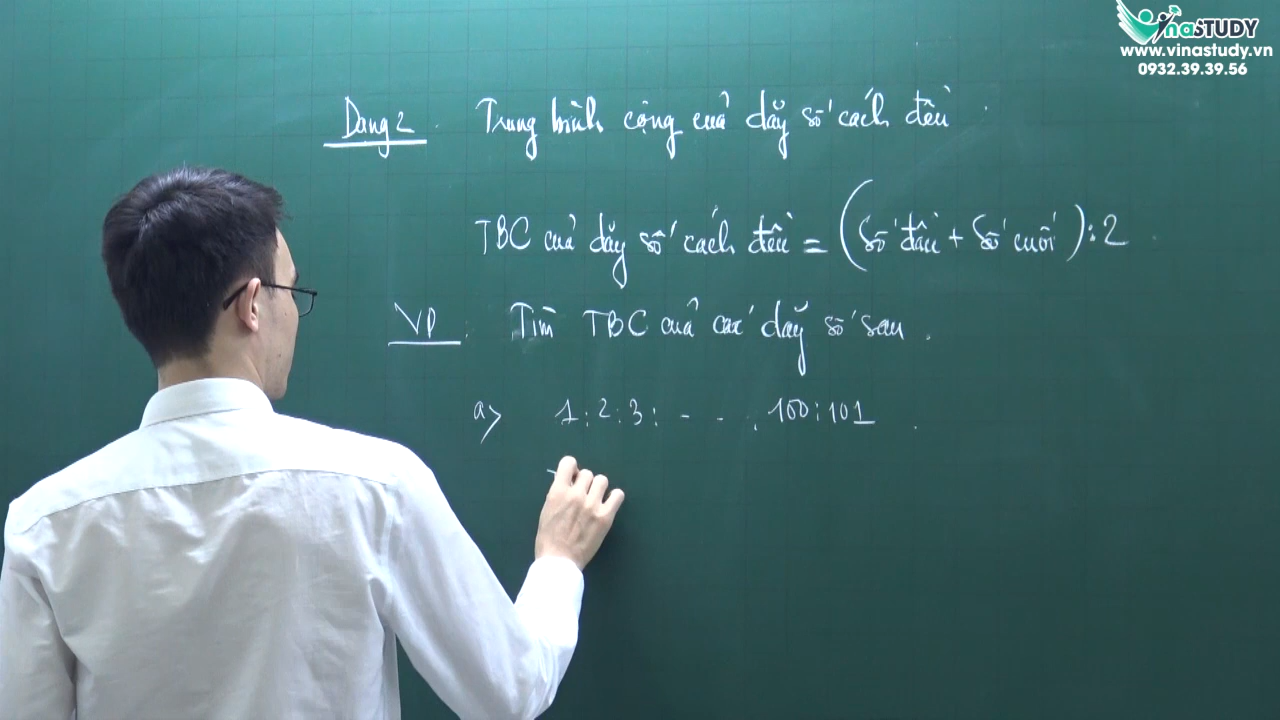 VinaSTUDY
www.vinastudy.vn
0932.39.39.56
Dạng 2. Trung bình cộng của dãy số cách đều.
TBC của dãy số cách đều = (Số đầu + Số cuối) : 2
VD: Tìm TBC của các dãy số sau.
a> 1; 2; 3; - - ; 100; 101.